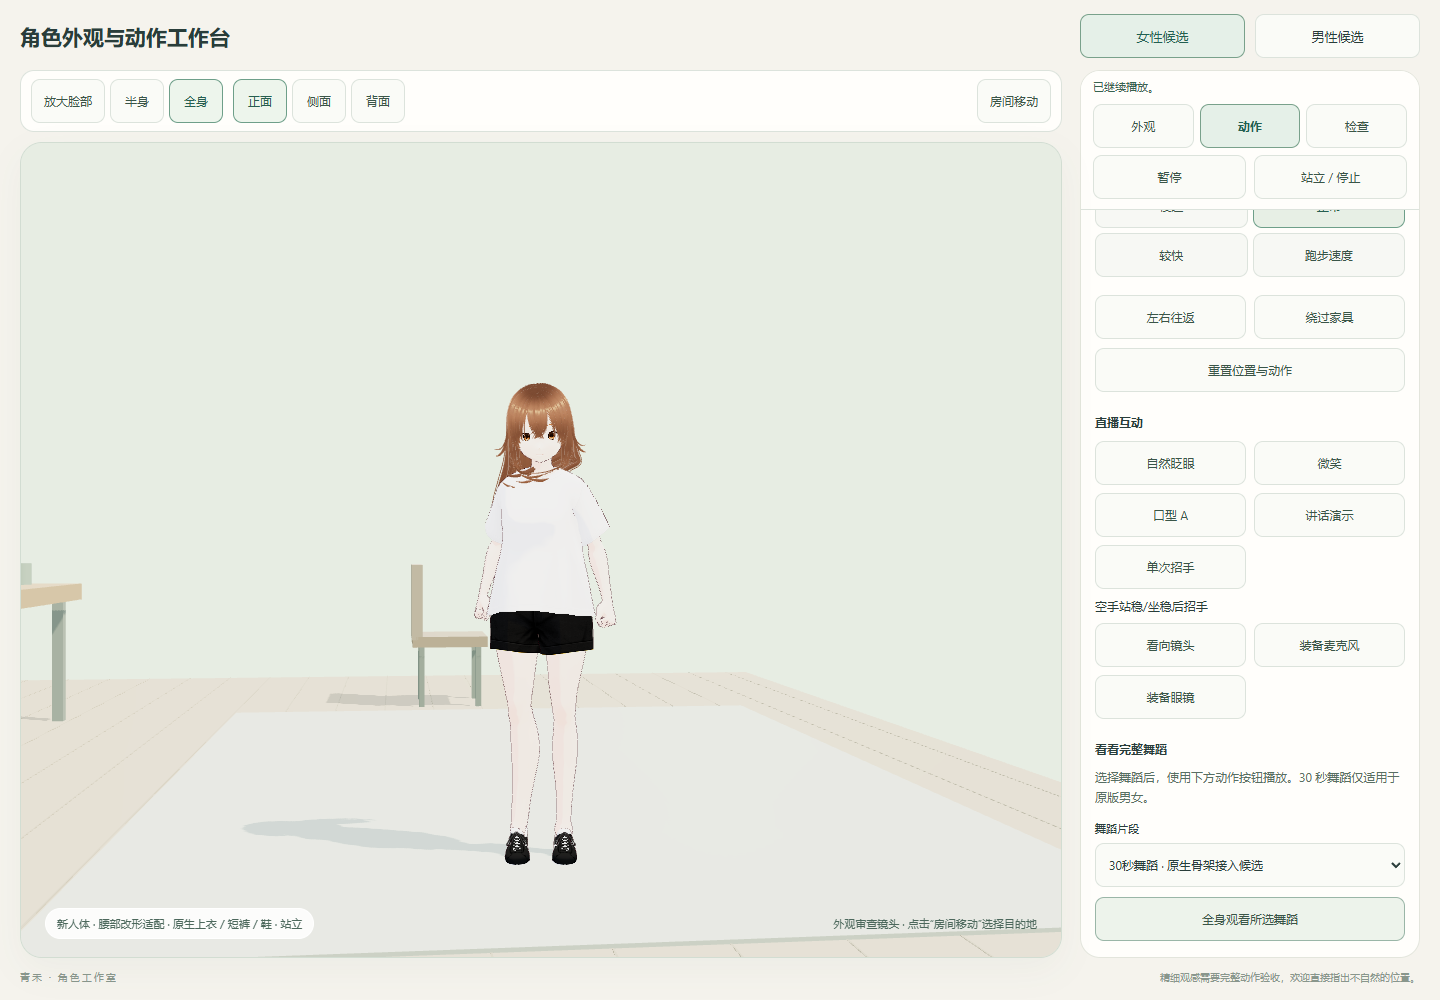 角色外观与动作工作台
女性候选
男性候选
放大脸部
半身
全身
正面
侧面
背面
房间移动
已继续播放。
外观
动作
检查
暂停
站立 / 停止
较快
跑步速度
左右往返
绕过家具
重置位置与动作
直播互动
自然眨眼
微笑
口型 A
讲话演示
单次招手
空手站稳/坐稳后招手
看向镜头
装备麦克风
装备眼镜
看看完整舞蹈
选择舞蹈后，使用下方动作按钮播放。30 秒舞蹈仅适用于
原版男女。
舞蹈片段
30秒舞蹈 · 原生骨架接入候选
全身观看所选舞蹈
新人体 · 腰部改形适配 · 原生上衣 / 短裤 / 鞋 · 站立
外观审查镜头 · 点击“房间移动”选择目的地
青禾 · 角色工作室
精细观感需要完整动作验收，欢迎直接指出不自然的位置。